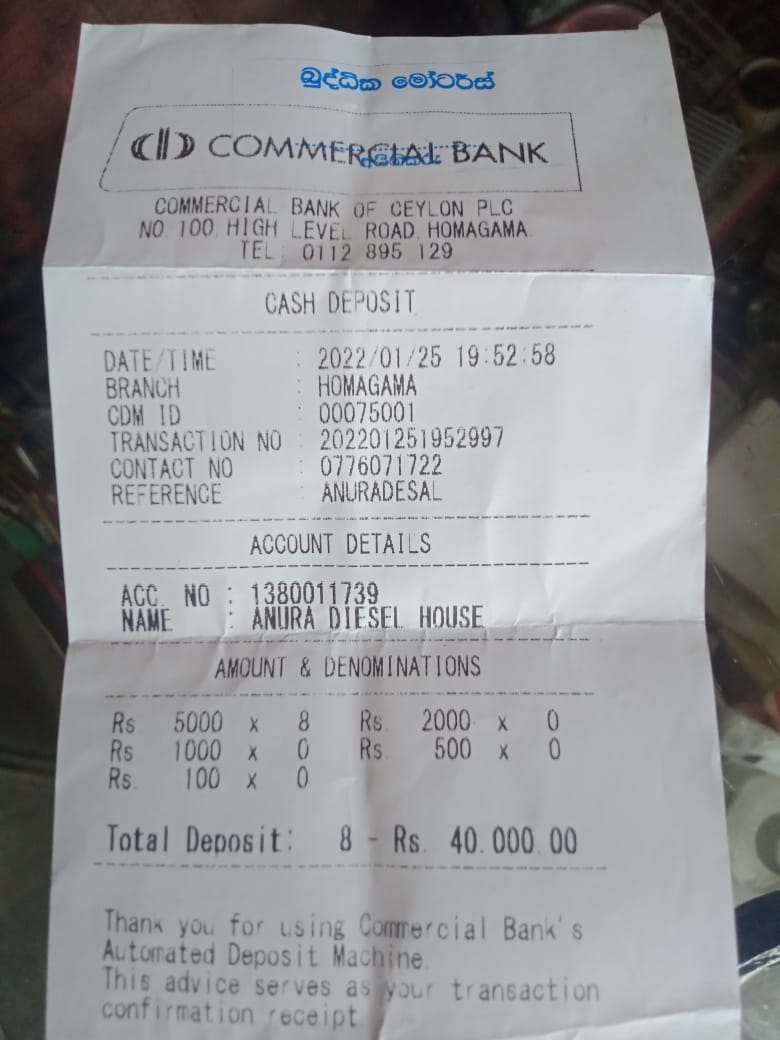 බුද්ධික මෝටර්ස්
COMMERCIAL BANK
COMMERCIAL BANK OF CEYLON PLC
NO 100, HIGH LEVEL ROAD, HOMAGAMA
TEL: 0112 895 129
CASH DEPOSIT
DATE/TIME : 2022/01/25 19:52:58
BRANCH : HOMAGAMA
CDM ID : 00075001
TRANSACTION NO : 202201251952997
CONTACT NO : 0776071722
REFERENCE : ANURADESAL
ACCOUNT DETAILS
ACC. NO : 1380011739
NAME : ANURA DIESEL HOUSE
AMOUNT & DENOMINATIONS
Rs 5000 x 8 Rs. 2000 x 0
Rs 1000 x 0 Rs. 500 x 0
Rs. 100 x 0
Total Deposit: 8 - Rs. 40.000.00
Thank you for using Commercial Bank's
Automated Deposit Machine.
This advice serves as your transaction
confirmation receipt